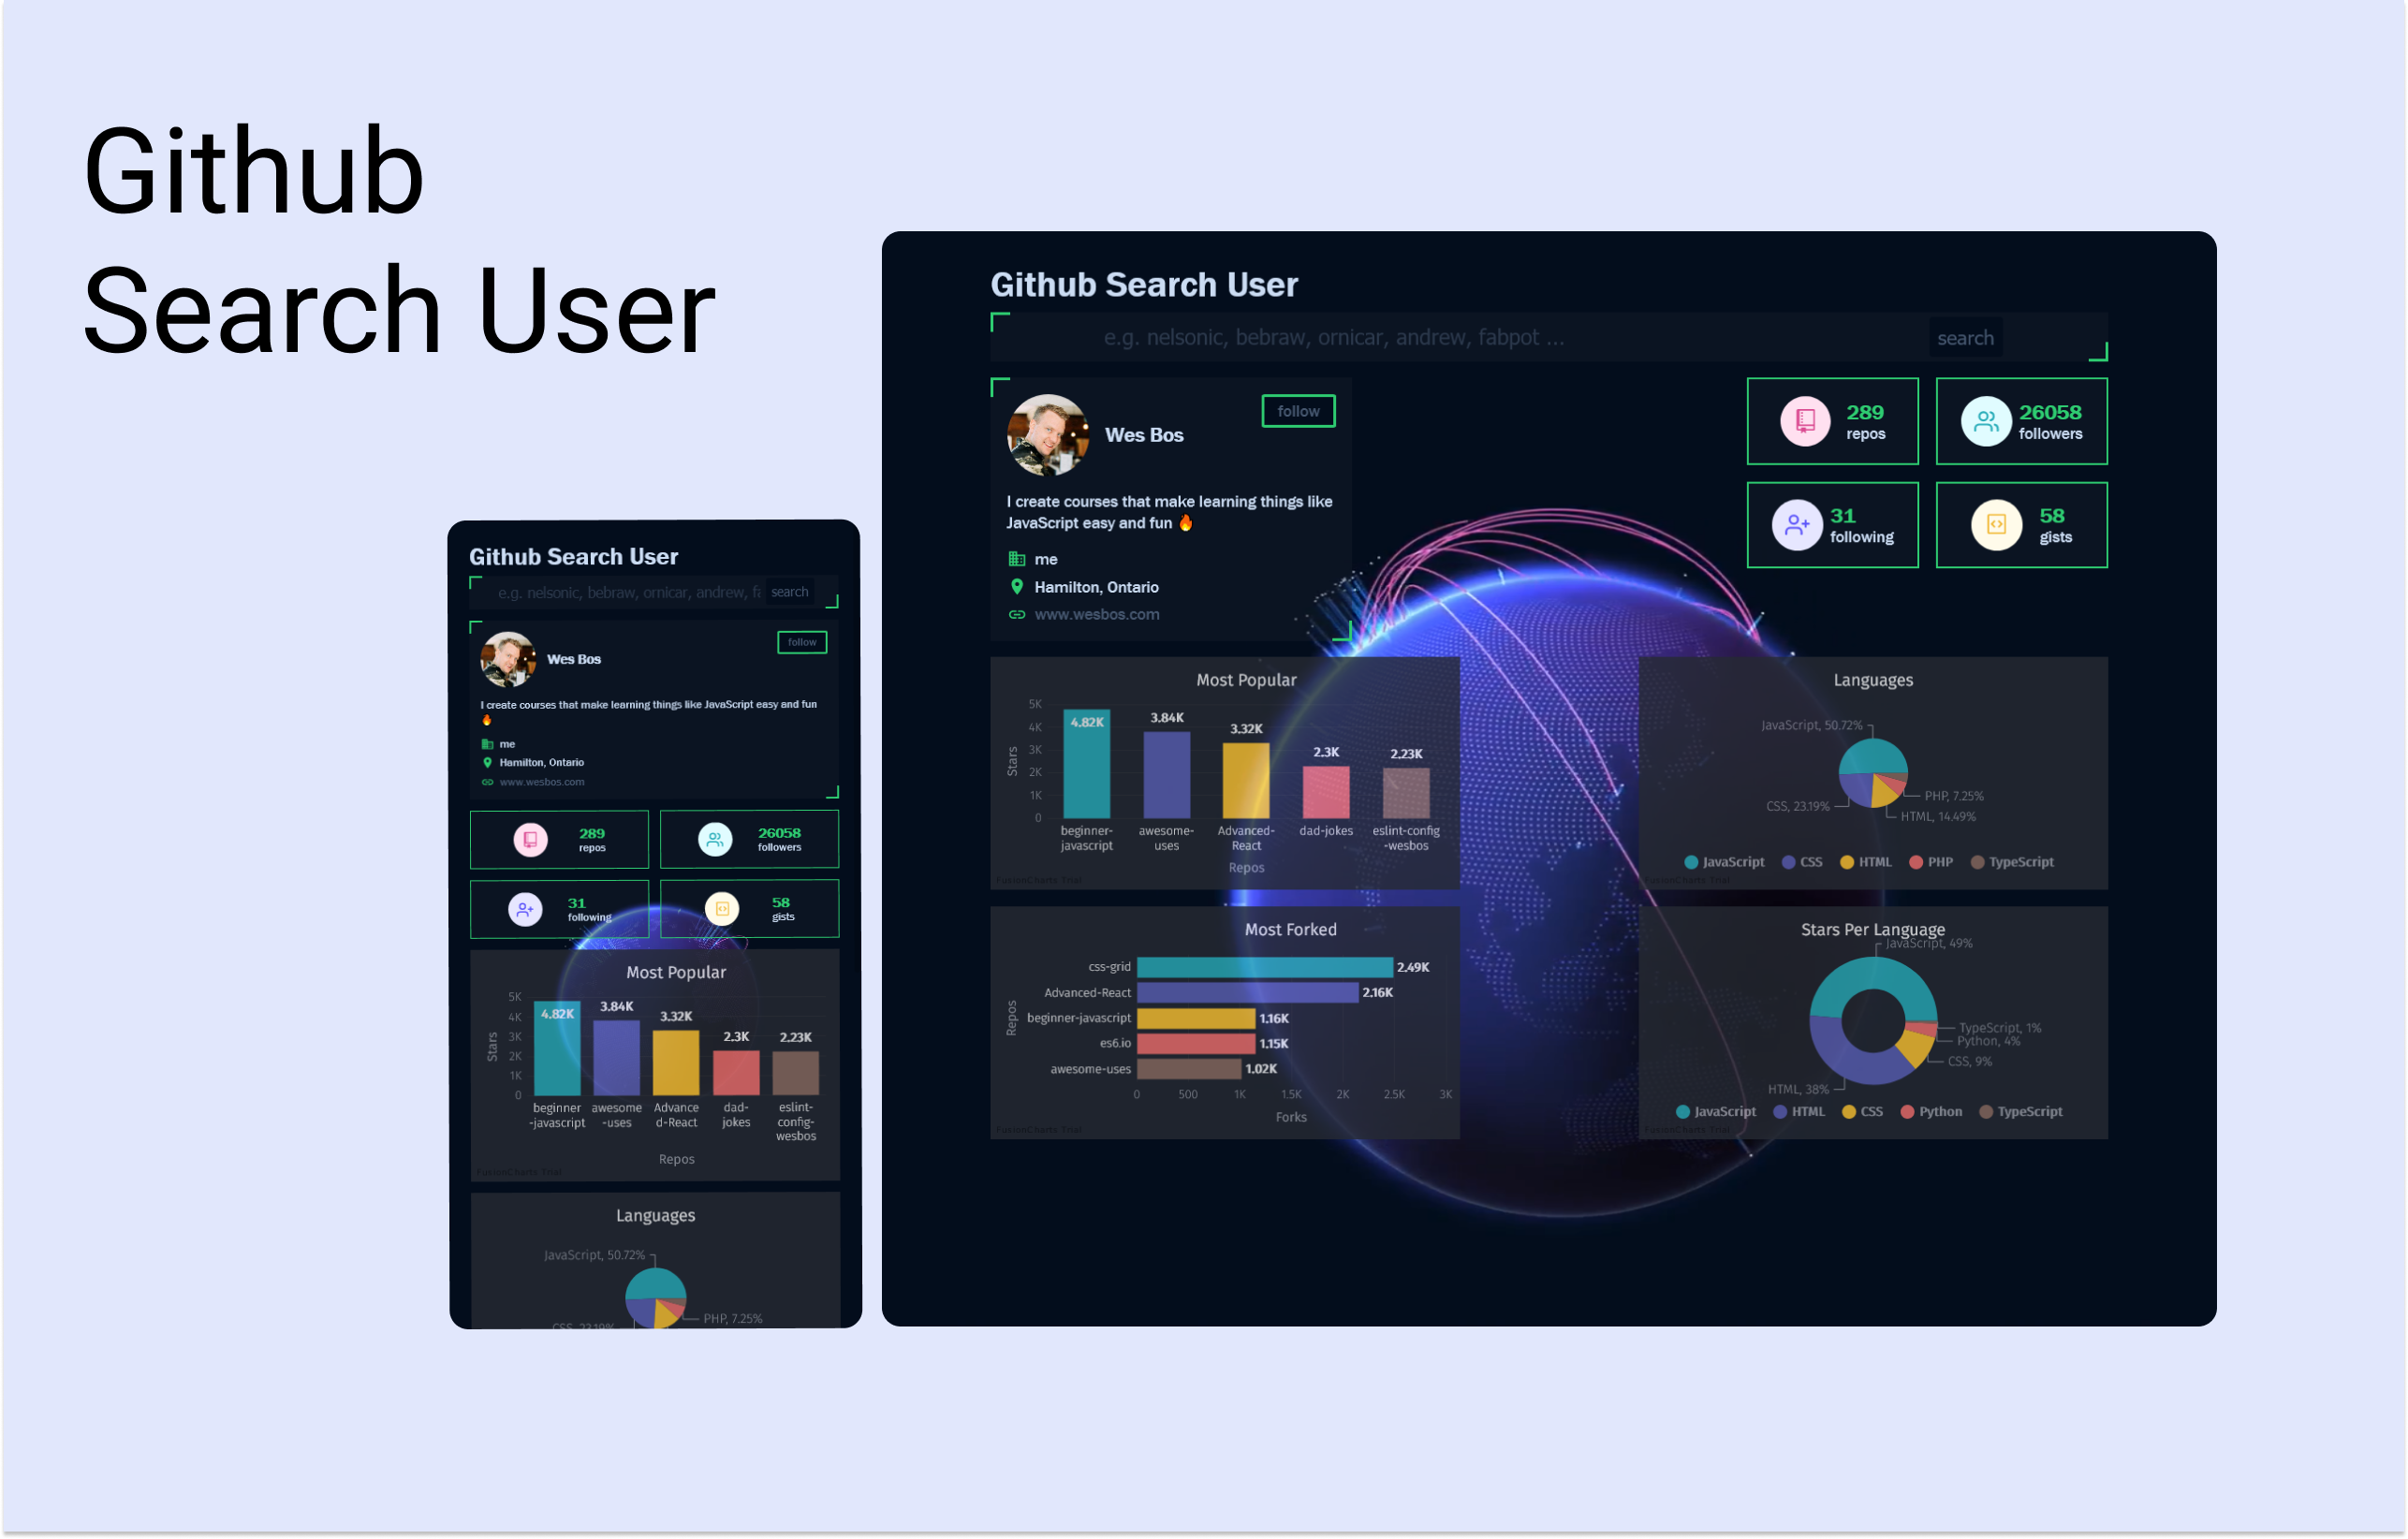 Github
Search User
Github Search User
e.g. nelsonic, bebraw, ornicar, andrew, fa
search
Wes Bos
follow
I create courses that make learning things like JavaScript easy and fun
🔥
me
Hamilton, Ontario
www.wesbos.com
289
repos
26058
followers
31
following
58
gists
Most Popular
5K
4K
3K
2K
1K
0
Stars
4.82K
3.84K
3.32K
2.3K
2.23K
beginner
-javascript
awesome
-uses
Advance
d-React
dad-
jokes
eslint-
config-
wesbos
Repos
FusionCharts Trial
Languages
JavaScript, 50.72%
PHP, 7.25%
CSS, 23.19%
Github Search User
e.g. nelsonic, bebraw, ornicar, andrew, fabpot ...
search
Wes Bos
follow
I create courses that make learning things like
JavaScript easy and fun 🔥
me
Hamilton, Ontario
www.wesbos.com
289
repos
26058
followers
31
following
58
gists
Most Popular
5K
4K
3K
2K
1K
0
Stars
4.82K
3.84K
3.32K
2.3K
2.23K
beginner-
javascript
awesome-
uses
Advanced-
React
dad-jokes
eslint-config
-wesbos
Repos
FusionCharts Trial
Languages
JavaScript, 50.72%
PHP, 7.25%
CSS, 23.19%
HTML, 14.49%
JavaScript CSS HTML PHP TypeScript
FusionCharts Trial
Most Forked
Repos
css-grid 2.49K
Advanced-React 2.16K
beginner-javascript 1.16K
es6.io 1.15K
awesome-uses 1.02K
0 500 1K 1.5K 2K 2.5K 3K
Forks
FusionCharts Trial
Stars Per Language
JavaScript, 49%
TypeScript, 1%
Python, 4%
CSS, 9%
HTML, 38%
JavaScript HTML CSS Python TypeScript
FusionCharts Trial